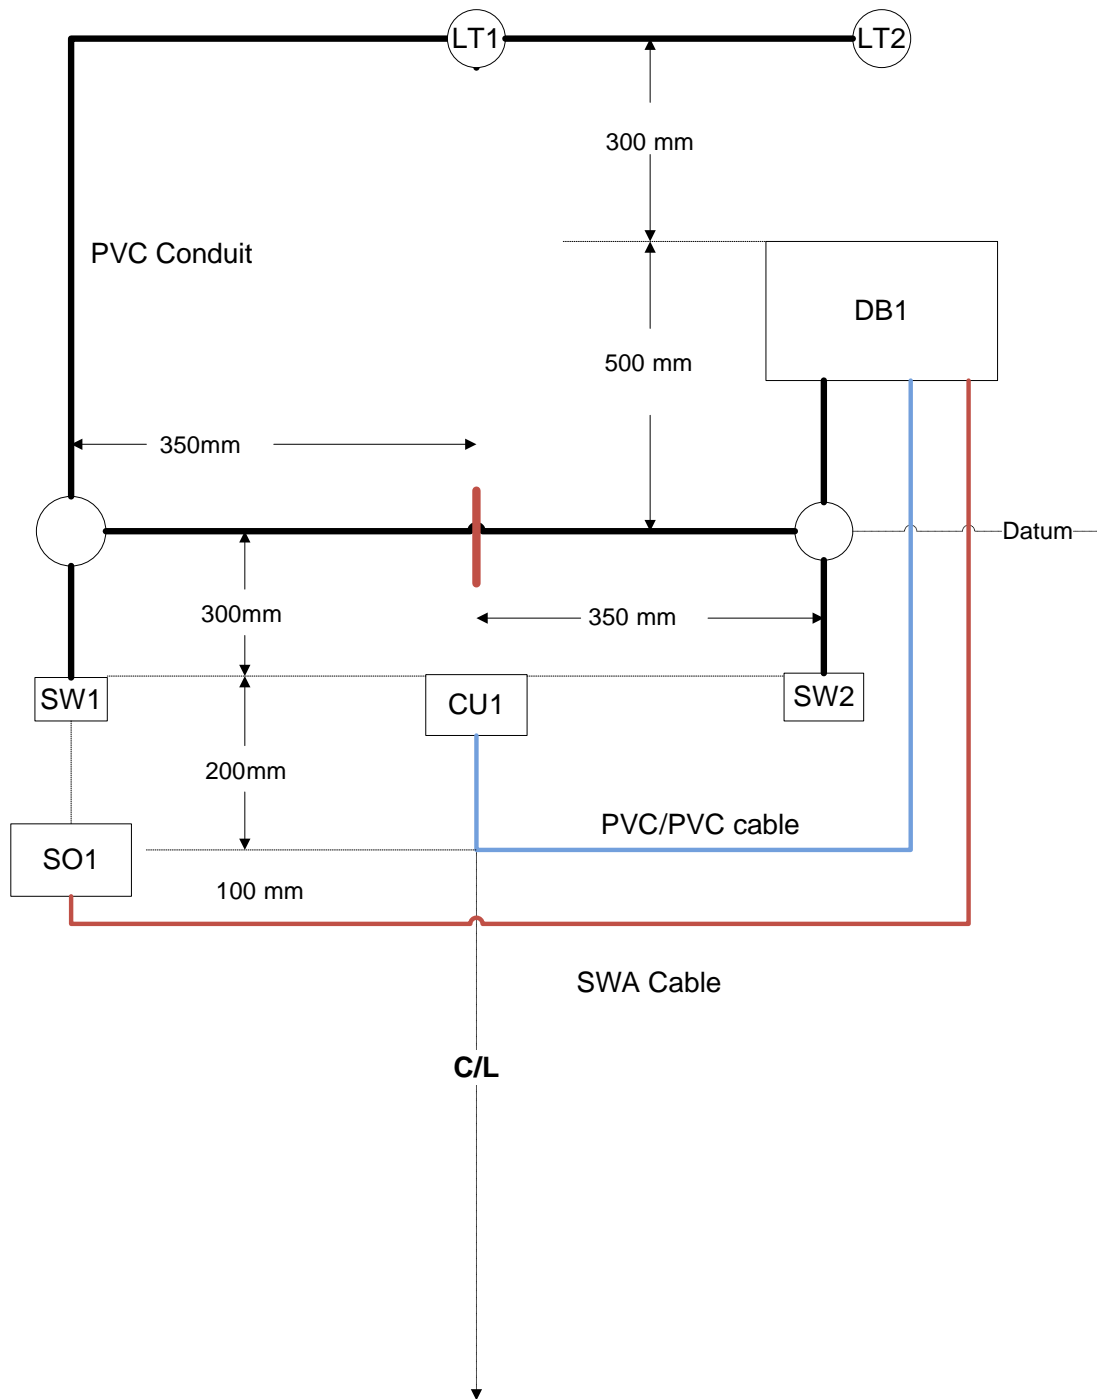 LT1
LT2
300 mm
PVC Conduit
DB1
500 mm
350mm
Datum
300mm
350 mm
SW1
CU1
SW2
200mm
PVC/PVC cable
SO1
100 mm
SWA Cable
C/L